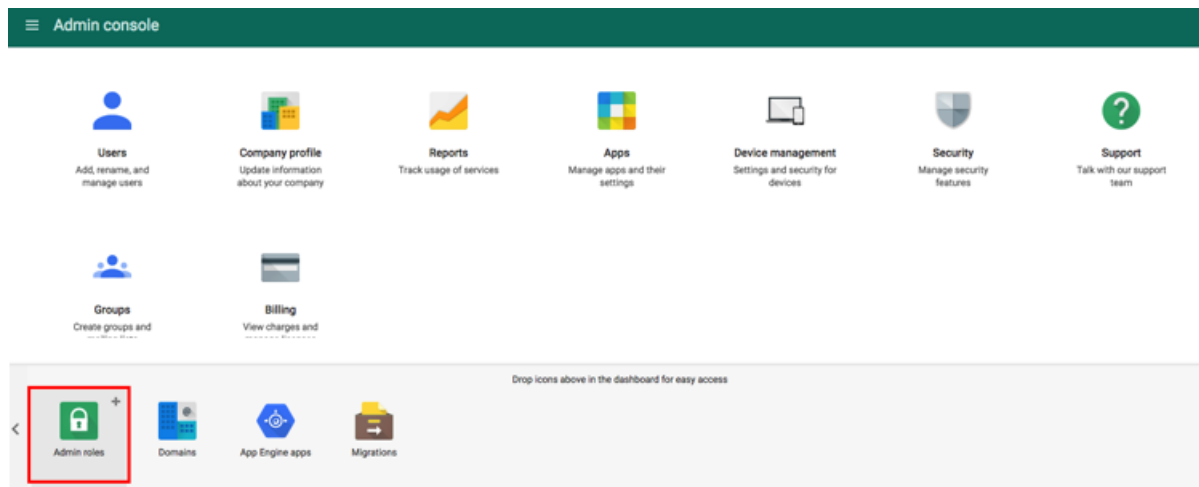 Admin console
Users
Add, rename, and
manage users
Company profile
Update information
about your company
Reports
Track usage of services
Apps
Manage apps and their
settings
Device management
Settings and security for
devices
Security
Manage security
features
Support
Talk with our support
team
Groups
Create groups and
Billing
View charges and
Drop icons above in the dashboard for easy access
Admin roles
Domains
App Engine apps
Migrations